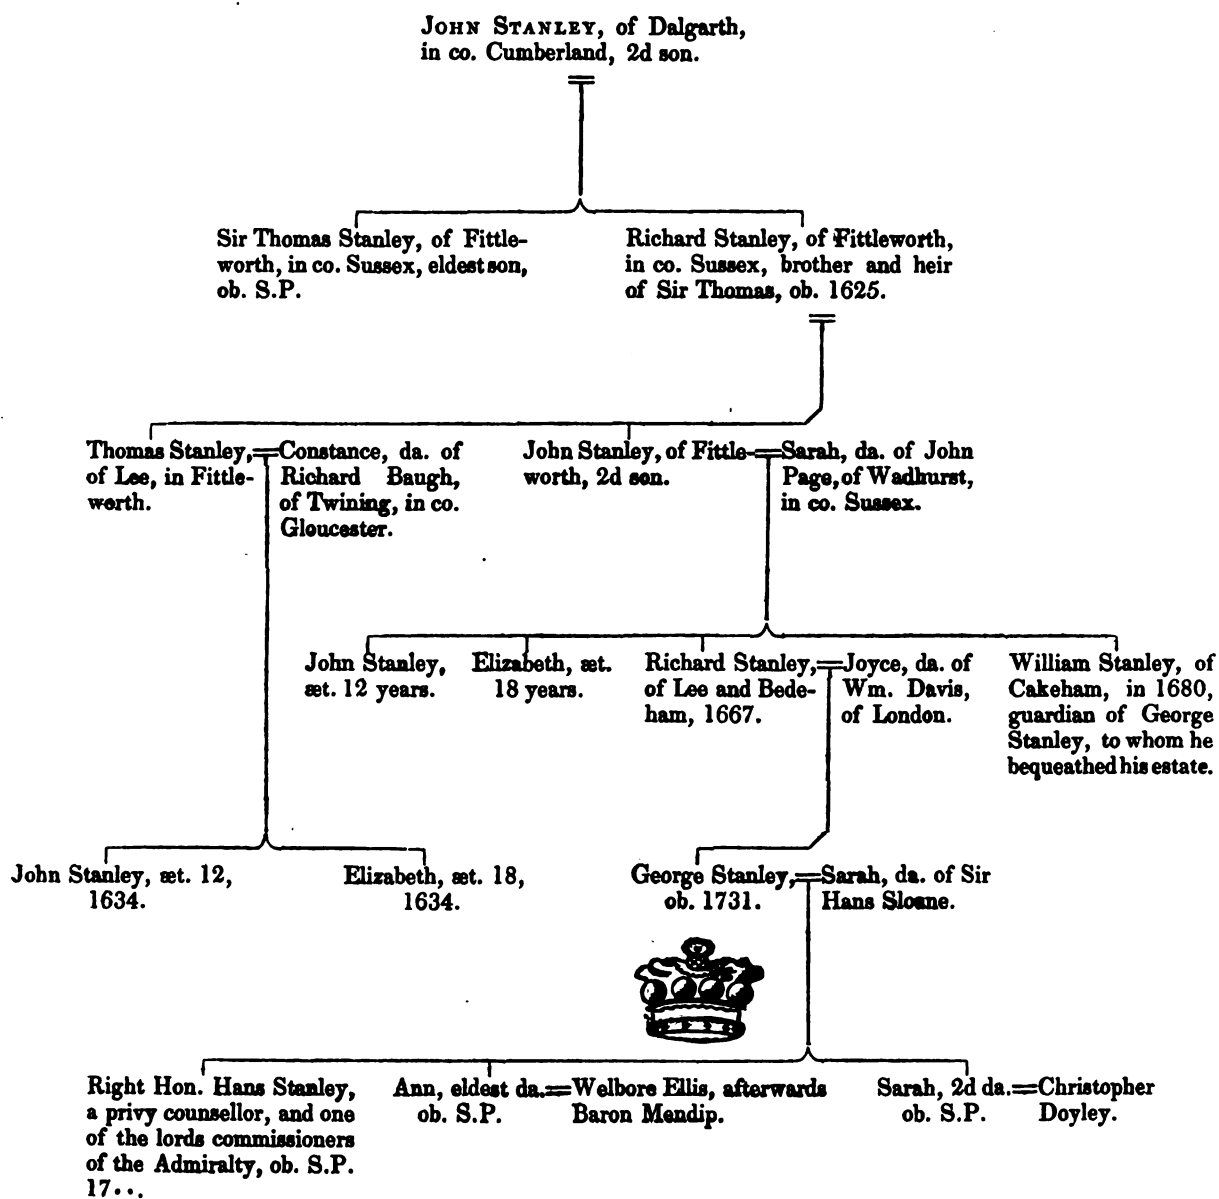 JOHN STANLEY, of Dalgarth,
in co. Cumberland, 2d son.
Sir Thomas Stanley, of Fittle-
worth, in co. Sussex, eldest son,
ob. S.P.
Richard Stanley, of Fittleworth,
in co. Sussex, brother and heir
of Sir Thomas, ob. 1625.
Thomas Stanley,
of Lee, in Fittle-
worth.
Constance, da. of
Richard Baugh,
of Twining, in co.
Gloucester.
John Stanley, of Fittle-
worth, 2d son.
Sarah, da. of John
Page, of Wadhurst,
in co. Sussex.
John Stanley,
æt. 12 years.
Elizabeth, æt.
18 years.
Richard Stanley,
of Lee and Bede-
ham, 1667.
Joyce, da. of
Wm. Davis,
of London.
William Stanley, of
Cakeham, in 1680,
guardian of George
Stanley, to whom he
bequeathed his estate.
John Stanley, æt. 12,
1634.
Elizabeth, æt. 18,
1634.
George Stanley,
ob. 1731.
Sarah, da. of Sir
Hans Sloane.
Right Hon. Hans Stanley,
a privy counsellor, and one
of the lords commissioners
of the Admiralty, ob. S.P.
17...
Ann, eldest da.
ob. S.P.
Welbore Ellis, afterwards
Baron Mendip.
Sarah, 2d da.
ob. S.P.
Christopher
Doyley.